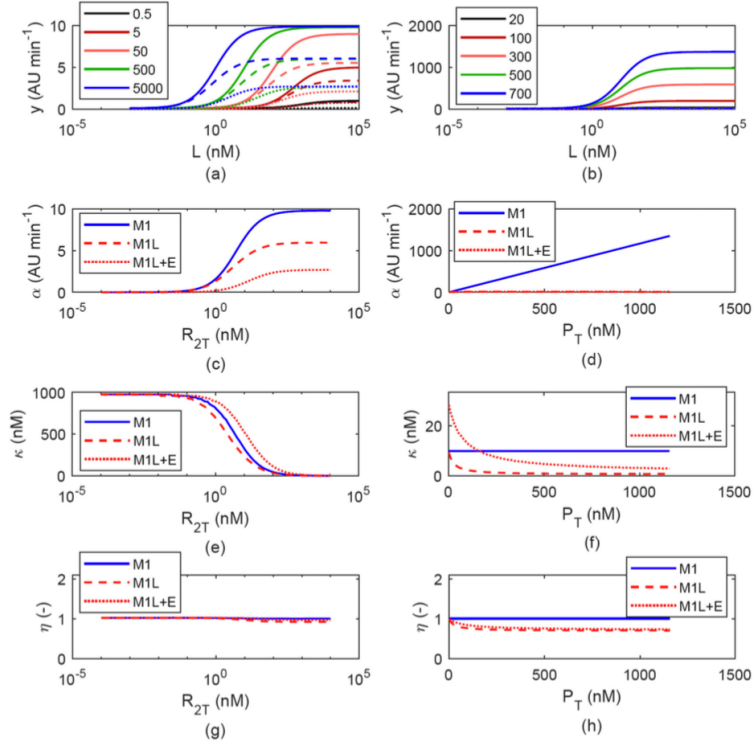 10
5
0
y (AU min⁻¹)
0.5
5
50
500
5000
10⁻⁵ 10⁰ 10⁵
L (nM)
(a)
2000
1000
0
y (AU min⁻¹)
20
100
300
500
700
10⁻⁵ 10⁰ 10⁵
L (nM)
(b)
10
5
0
α (AU min⁻¹)
M1
M1L
M1L+E
10⁻⁵ 10⁰ 10⁵
R₂T (nM)
(c)
2000
1000
0
α (AU min⁻¹)
M1
M1L
M1L+E
0 500 1000 1500
P_T (nM)
(d)
1000
500
0
κ (nM)
M1
M1L
M1L+E
10⁻⁵ 10⁰ 10⁵
R₂T (nM)
(e)
20
0
κ (nM)
M1
M1L
M1L+E
0 500 1000 1500
P_T (nM)
(f)
2
1
0
η (-)
M1
M1L
M1L+E
10⁻⁵ 10⁰ 10⁵
R₂T (nM)
(g)
2
1
0
η (-)
M1
M1L
M1L+E
0 500 1000 1500
P_T (nM)
(h)